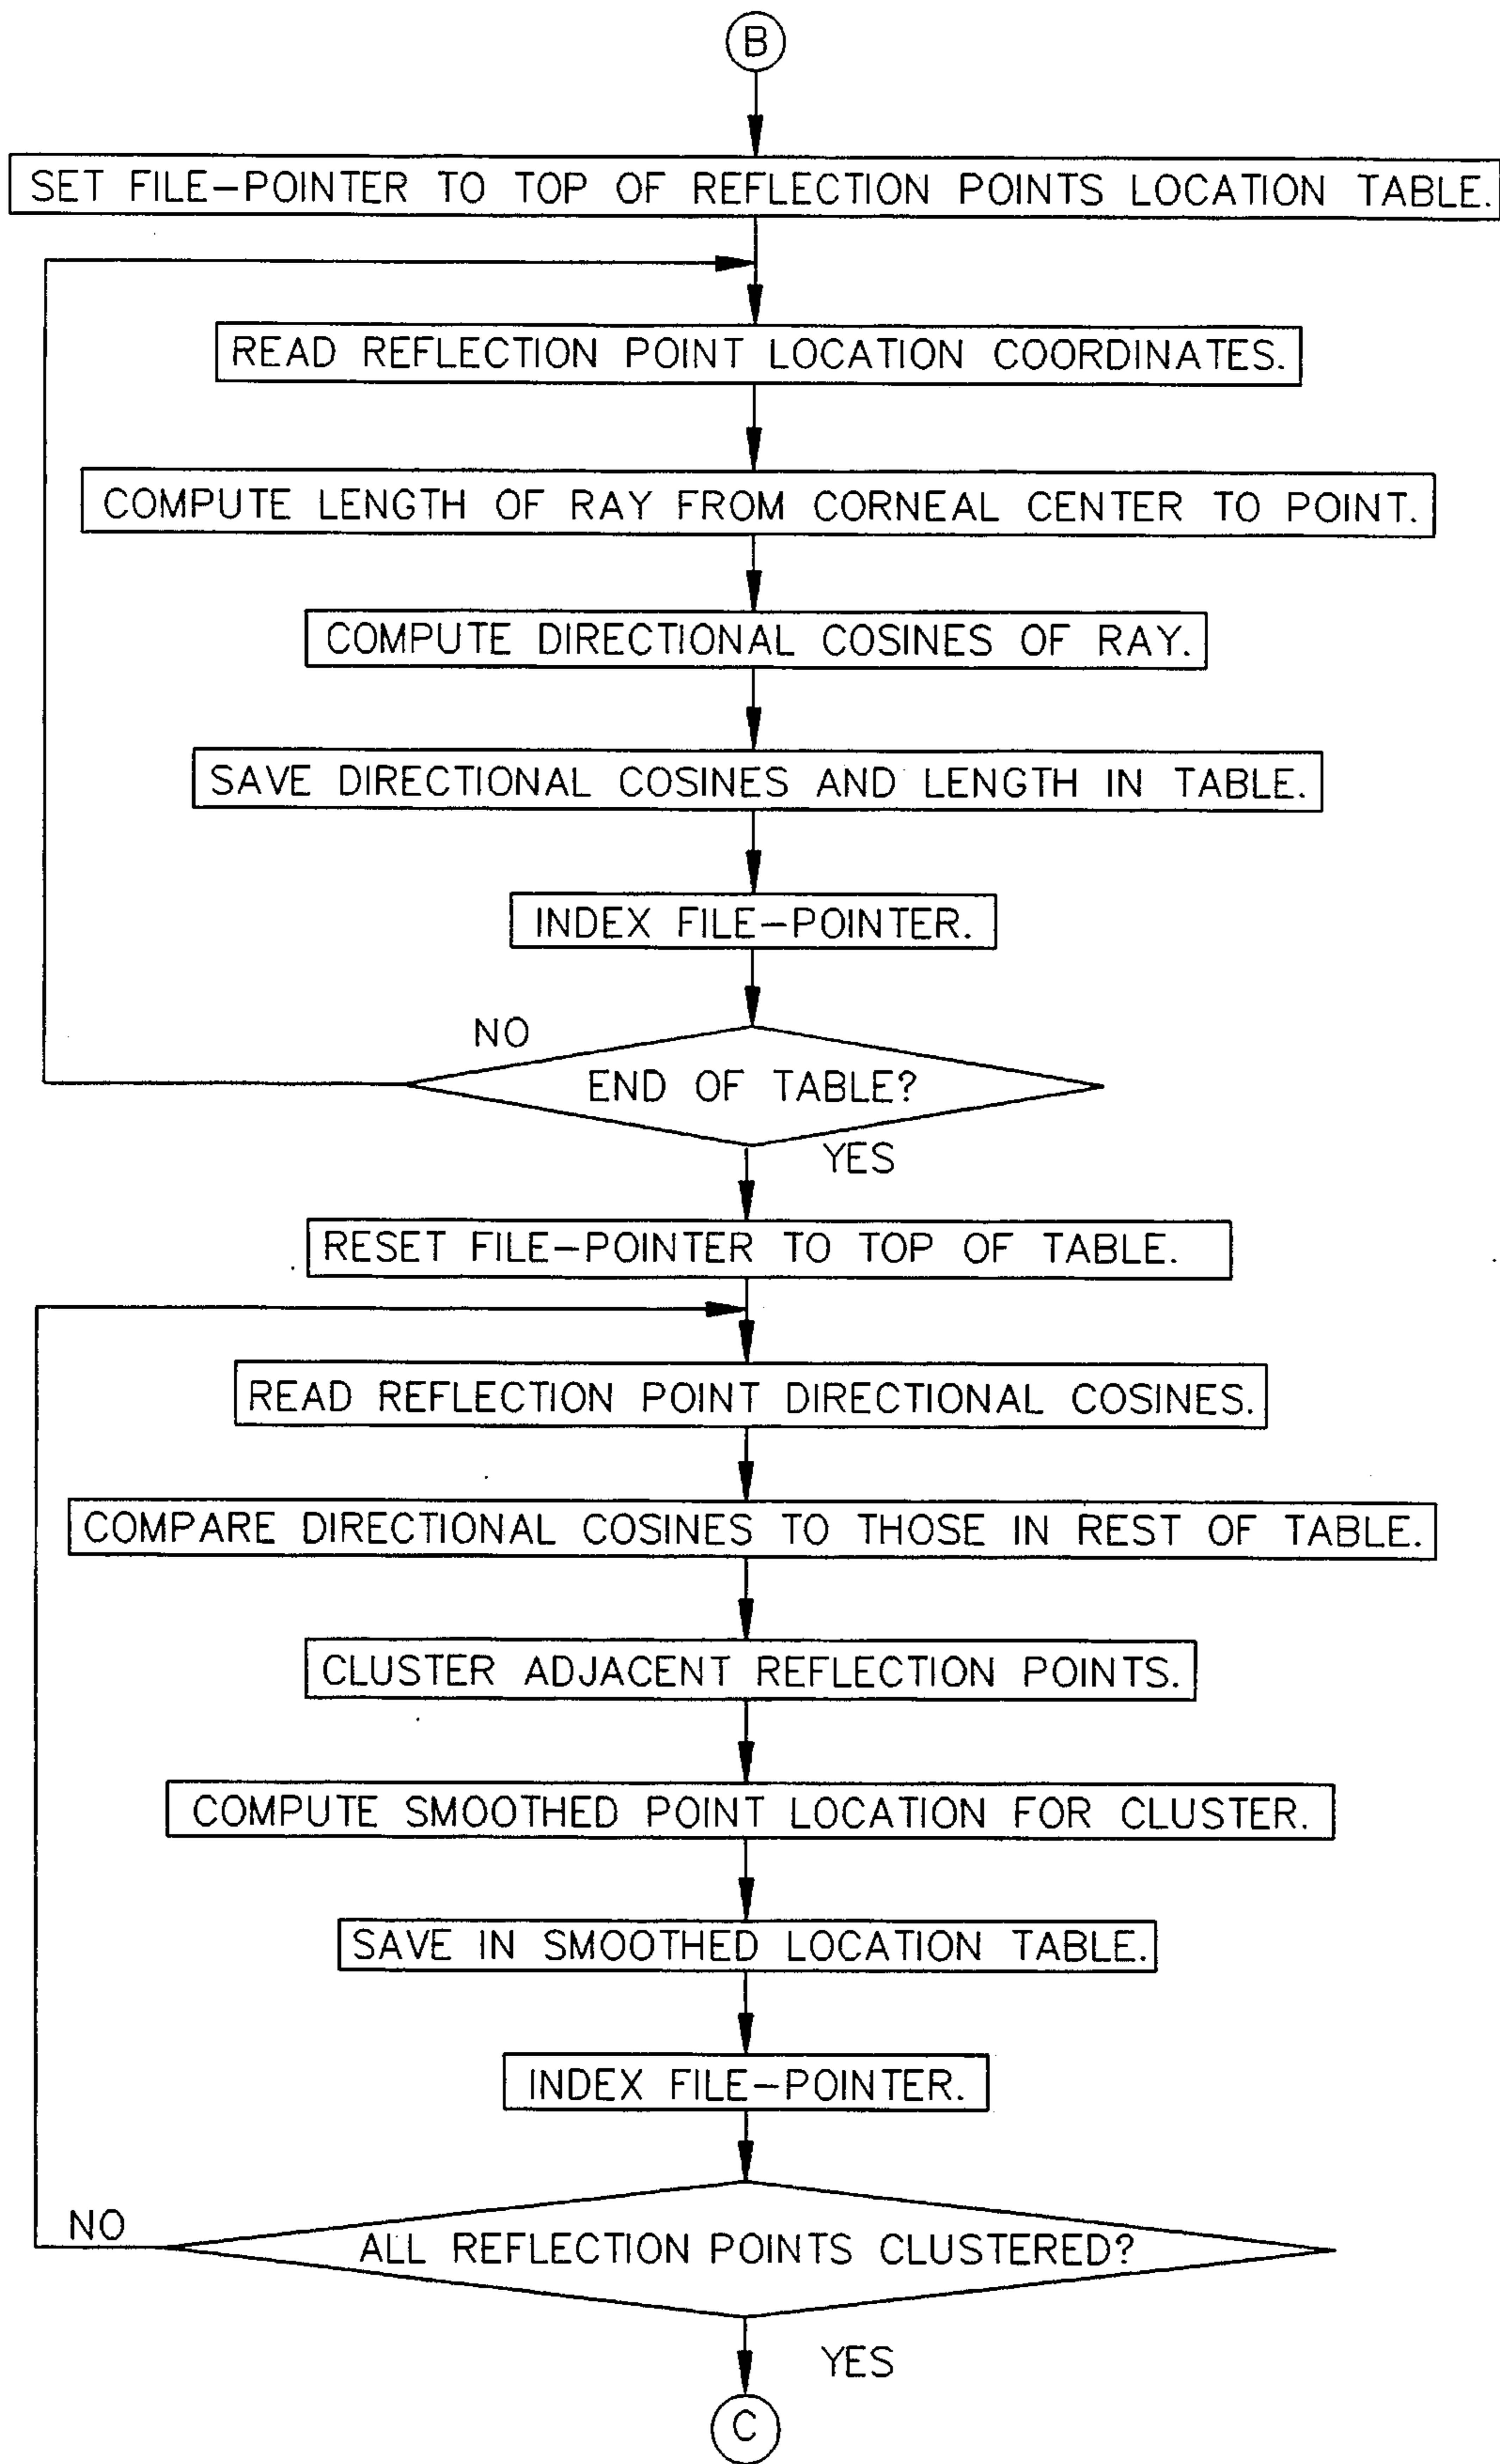 B
SET FILE-POINTER TO TOP OF REFLECTION POINTS LOCATION TABLE.
READ REFLECTION POINT LOCATION COORDINATES.
COMPUTE LENGTH OF RAY FROM CORNEAL CENTER TO POINT.
COMPUTE DIRECTIONAL COSINES OF RAY.
SAVE DIRECTIONAL COSINES AND LENGTH IN TABLE.
INDEX FILE-POINTER.
NO
END OF TABLE?
YES
RESET FILE-POINTER TO TOP OF TABLE.
READ REFLECTION POINT DIRECTIONAL COSINES.
COMPARE DIRECTIONAL COSINES TO THOSE IN REST OF TABLE.
CLUSTER ADJACENT REFLECTION POINTS.
COMPUTE SMOOTHED POINT LOCATION FOR CLUSTER.
SAVE IN SMOOTHED LOCATION TABLE.
INDEX FILE-POINTER.
NO
ALL REFLECTION POINTS CLUSTERED?
YES
C